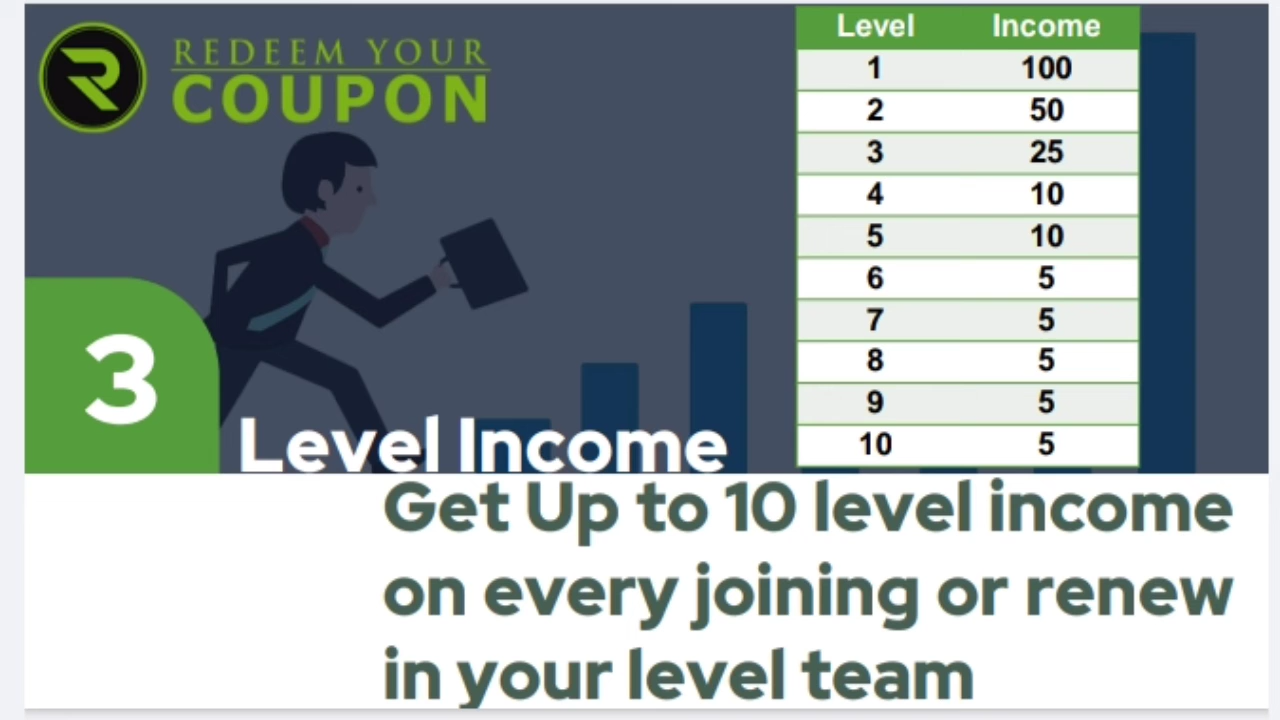 REDEEM YOUR
COUPON
Level Income
1 100
2 50
3 25
4 10
5 10
6 5
7 5
8 5
9 5
10 5
3
Level Income
Get Up to 10 level income
on every joining or renew
in your level team